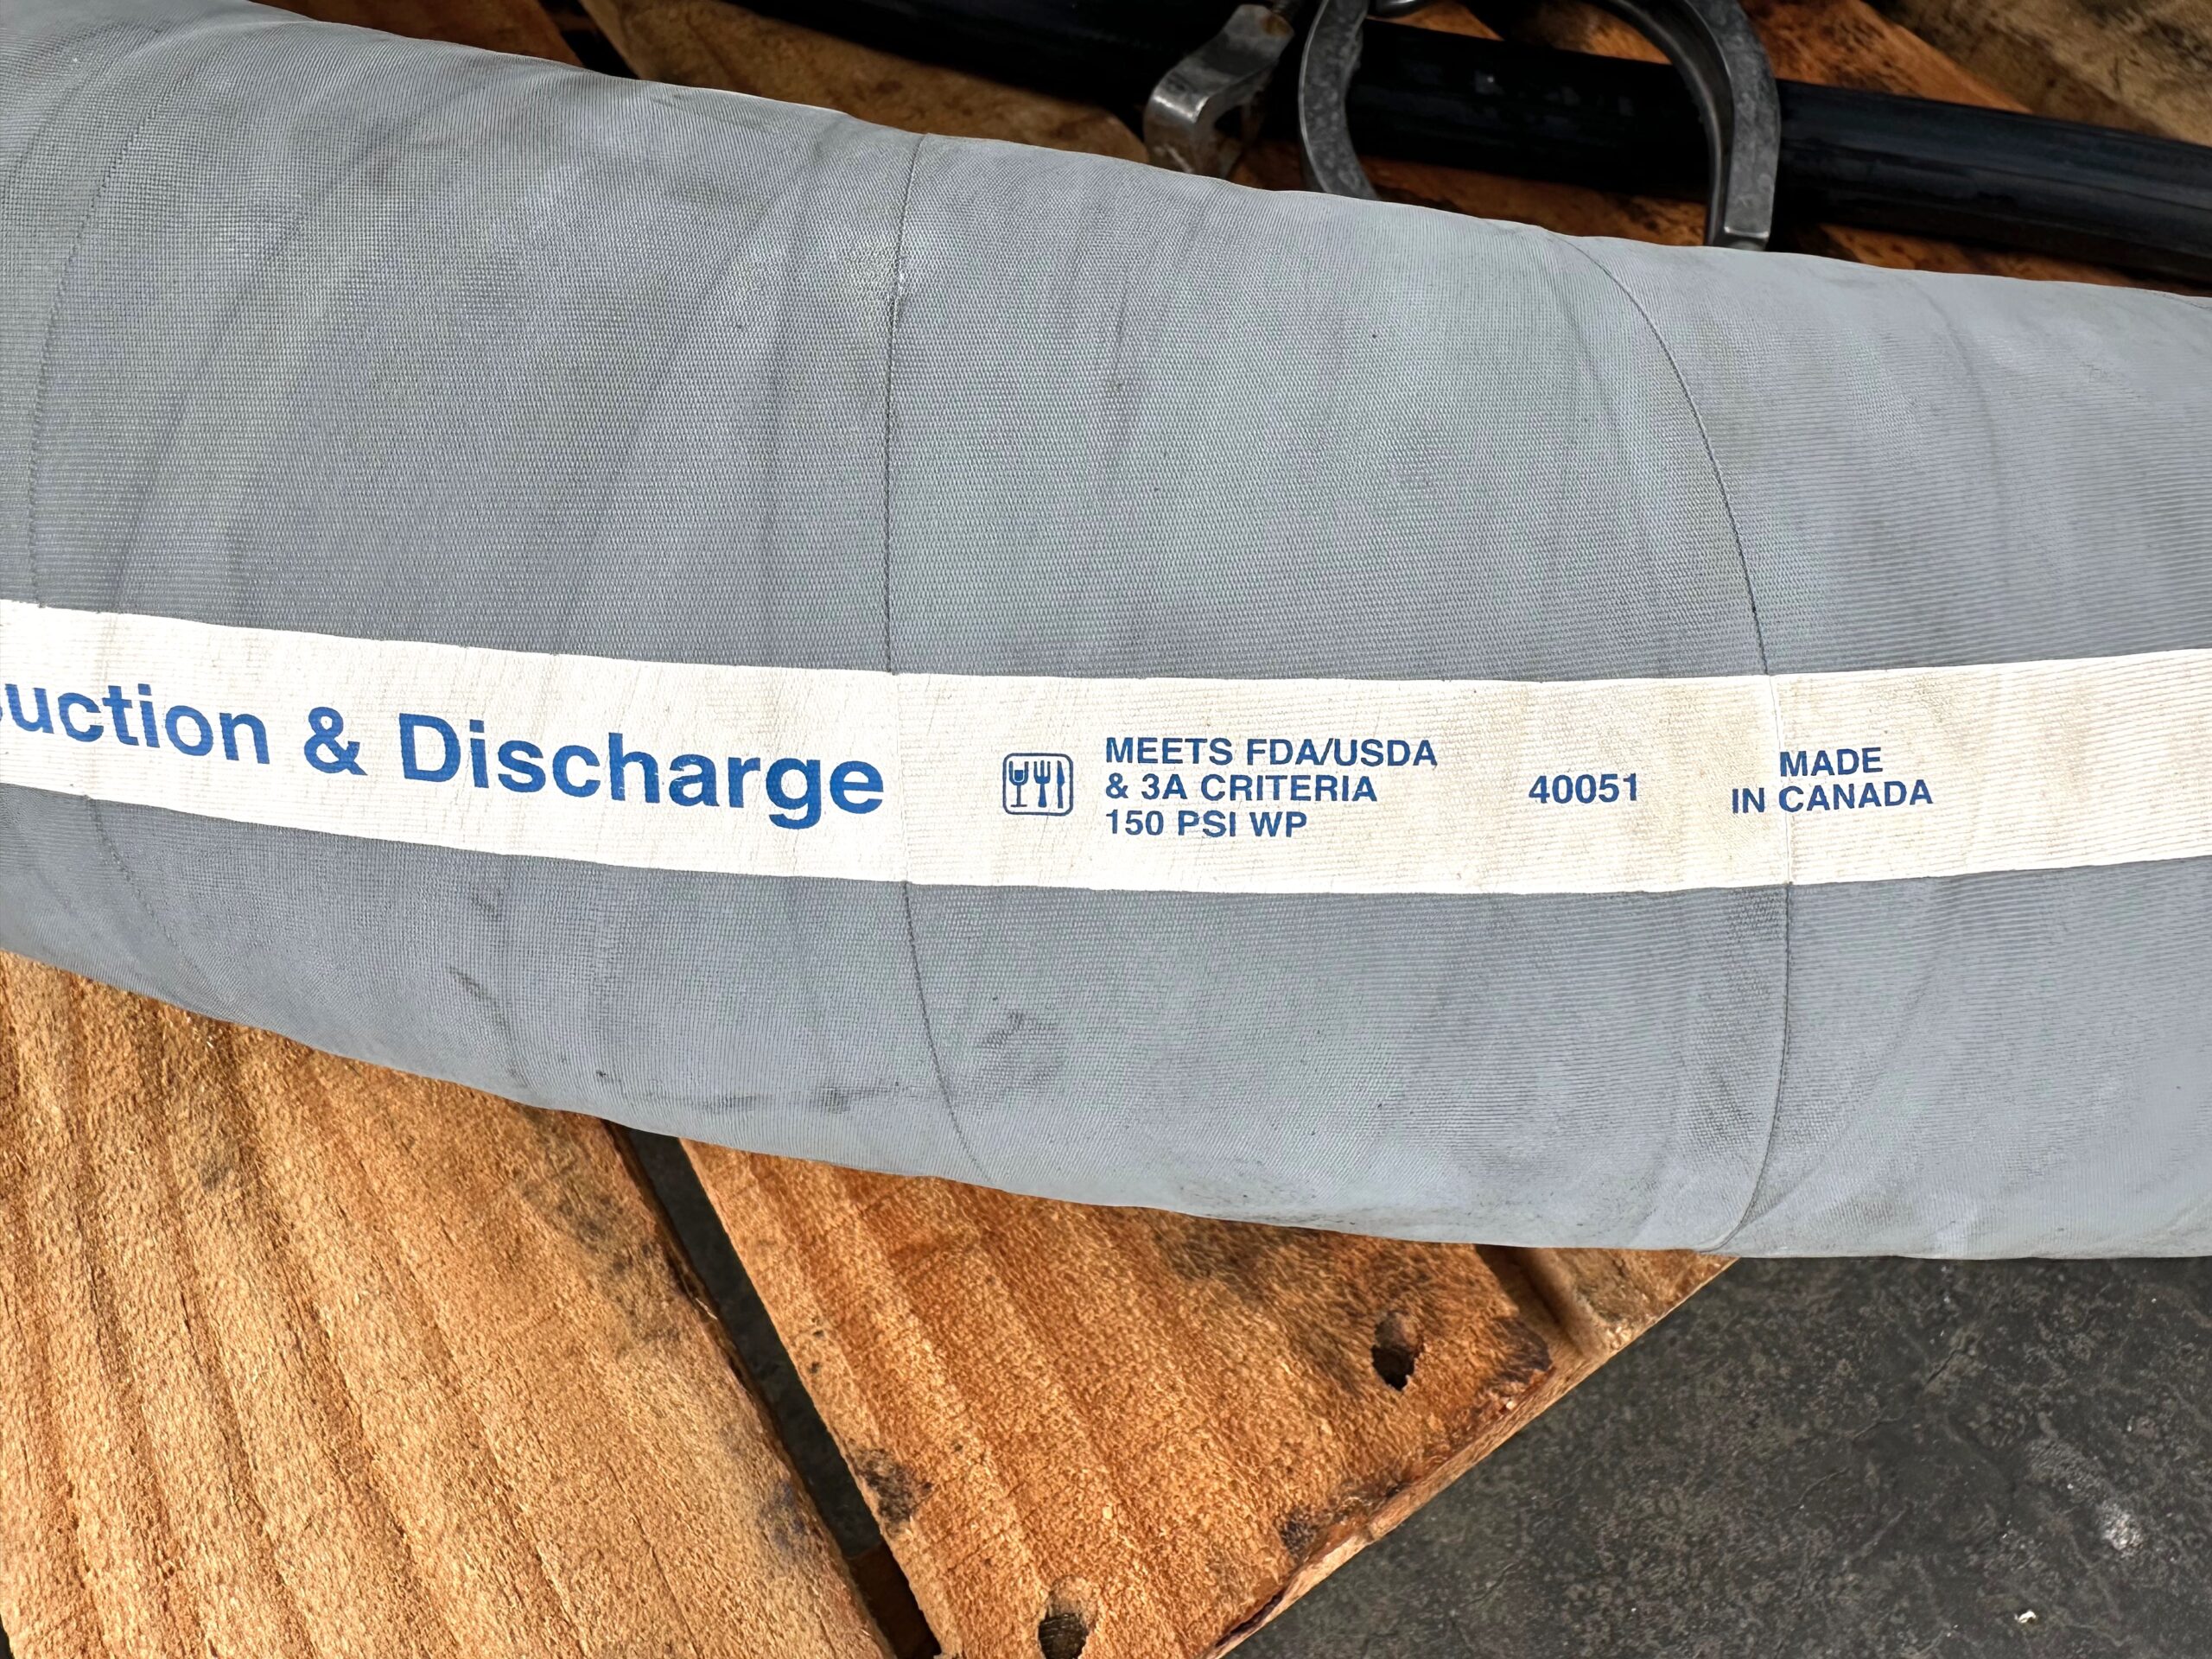 uction & Discharge
MEETS FDA/USDA
& 3A CRITERIA
150 PSI WP
40051
MADE
IN CANADA